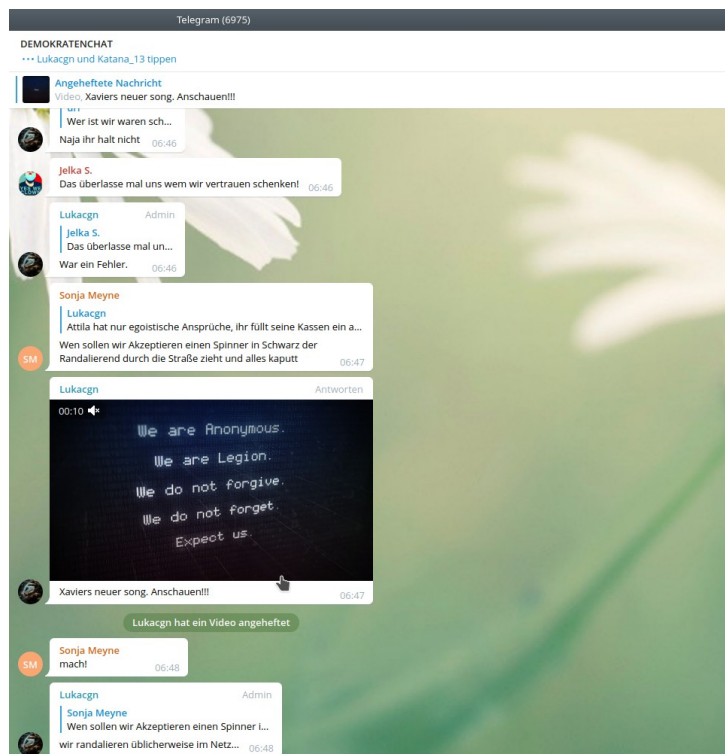 Telegram (6975)
DEMOKRATENCHAT
Lukacgn und Katana_13 tippen
Angeheftete Nachricht
Video, Xaviers neuer song. Anschauen!!!
Wer ist wir waren sch...
Naja ihr halt nicht 06:46
Jelka S.
Das überlasse mal uns wem wir vertrauen schenken! 06:46
Lukacgn Admin
Jelka S.
Das überlasse mal un...
War ein Fehler. 06:46
Sonja Meyne
Lukacgn
Attila hat nur egoistische Ansprüche, ihr füllt seine Kassen ein a...
Wen sollen wir Akzeptieren einen Spinner in Schwarz der
Randalierend durch die Straße zieht und alles kaputt 06:47
SM
Lukacgn Antworten
00:10
We are Anonymous.
We are Legion.
We do not forgive.
We do not forget.
Expect us.
Xaviers neuer song. Anschauen!!! 06:47
Lukacgn hat ein Video angeheftet
Sonja Meyne
SM
mach! 06:48
Lukacgn Admin
Sonja Meyne
Wen sollen wir Akzeptieren einen Spinner i...
wir randalieren üblicherweise im Netz... 06:48